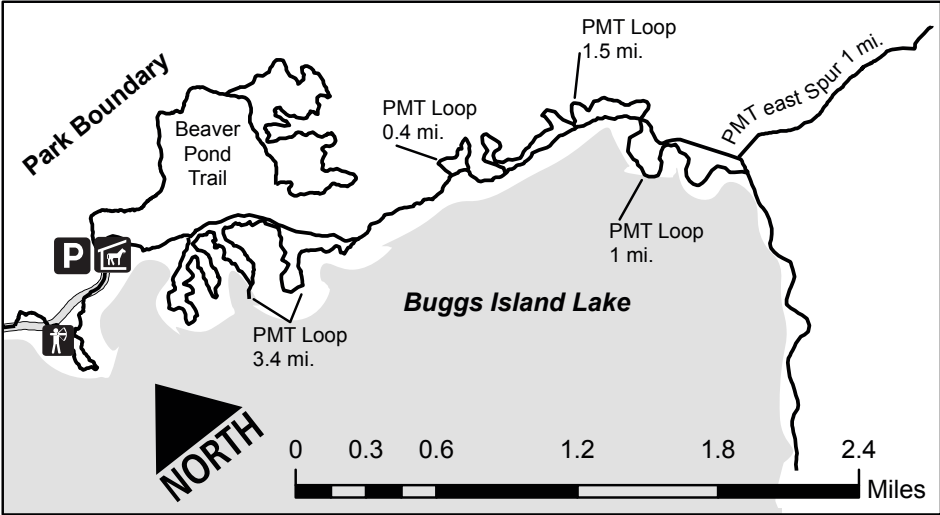 PMT Loop
1.5 mi.
PMT east Spur 1 mi.
Park Boundary
PMT Loop
0.4 mi.
Beaver
Pond
Trail
P
PMT Loop
1 mi.
Buggs Island Lake
PMT Loop
3.4 mi.
NORTH
0 0.3 0.6 1.2 1.8 2.4
Miles